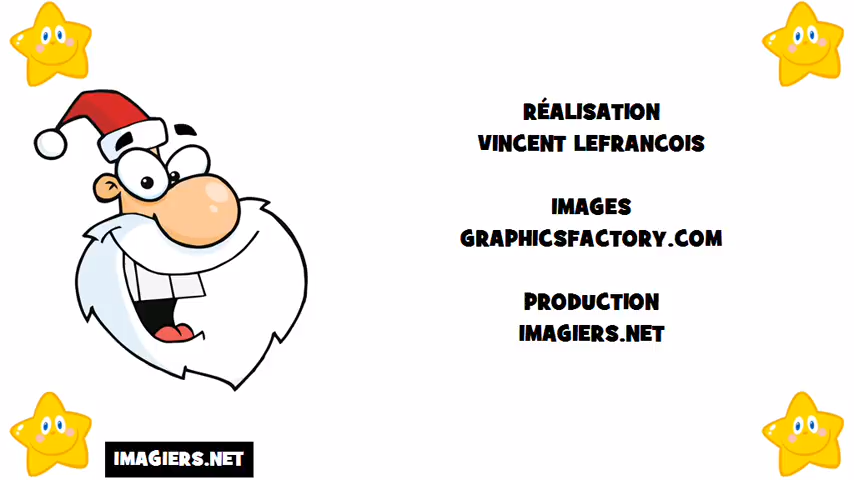 RÉALISATION
VINCENT LEFRANCOIS
IMAGES
GRAPHICSFACTORY.COM
PRODUCTION
IMAGIERS.NET
IMAGIERS.NET